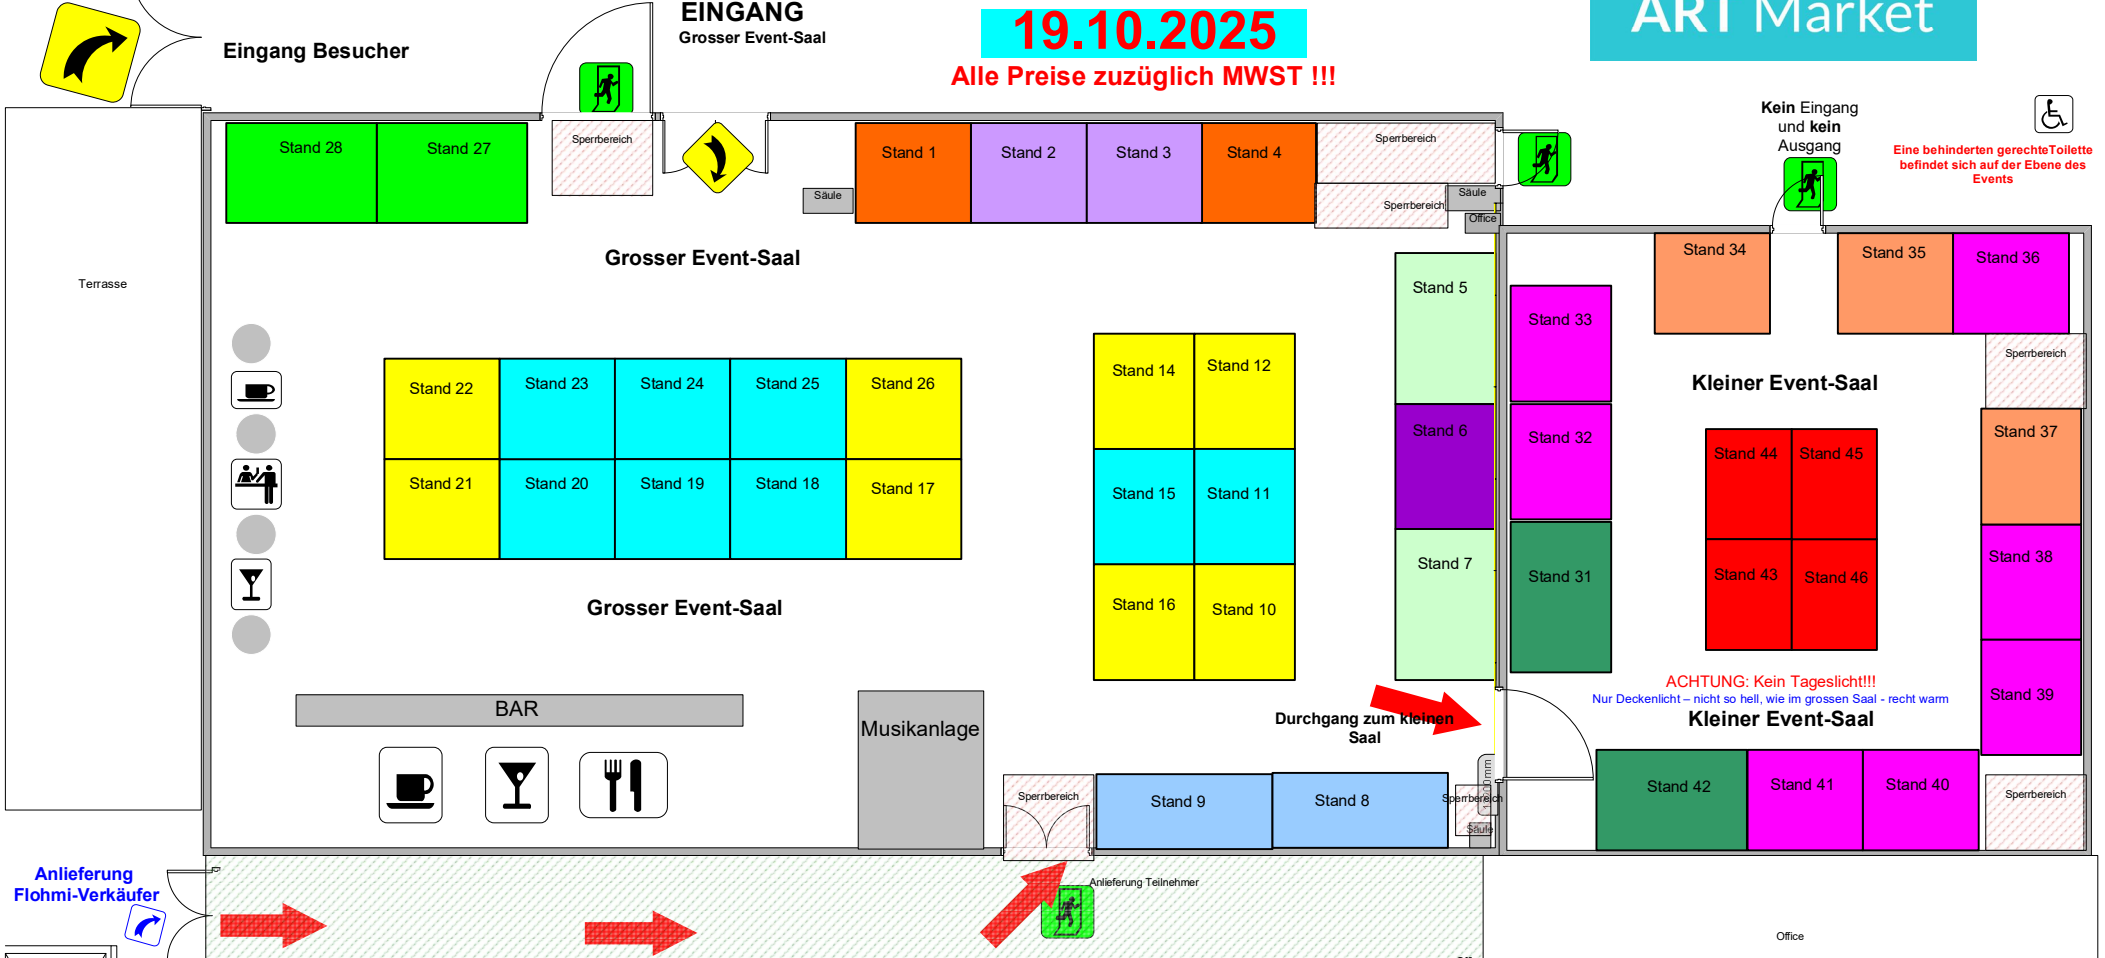 EINGANG
Grosser Event-Saal
Eingang Besucher
19.10.2025
Alle Preise zuzüglich MWST !!!
ART Market
Kein Eingang
und kein
Ausgang
Eine behinderten gerechteToilette
befindet sich auf der Ebene des
Events
Stand 28
Stand 27
Sperrbereich
Säule
Stand 1
Stand 2
Stand 3
Stand 4
Sperrbereich
Sperrbereich
Säule
Office
Terrasse
Grosser Event-Saal
Stand 5
Stand 6
Stand 7
Stand 14
Stand 12
Stand 15
Stand 11
Stand 16
Stand 10
Stand 22
Stand 23
Stand 24
Stand 25
Stand 26
Stand 21
Stand 20
Stand 19
Stand 18
Stand 17
Grosser Event-Saal
BAR
Musikanlage
Durchgang zum kleinen
Saal
Sperrbereich
Stand 9
Stand 8
Sperrbereich
Säule
Stand 34
Stand 35
Stand 36
Stand 33
Stand 32
Stand 31
Kleiner Event-Saal
Sperrbereich
Stand 37
Stand 38
Stand 39
Stand 44
Stand 45
Stand 43
Stand 46
ACHTUNG: Kein Tageslicht!!!
Nur Deckenlicht – nicht so hell, wie im grossen Saal - recht warm
Kleiner Event-Saal
Stand 42
Stand 41
Stand 40
Sperrbereich
Anlieferung
Flohmi-Verkäufer
Anlieferung Teilnehmer
Office